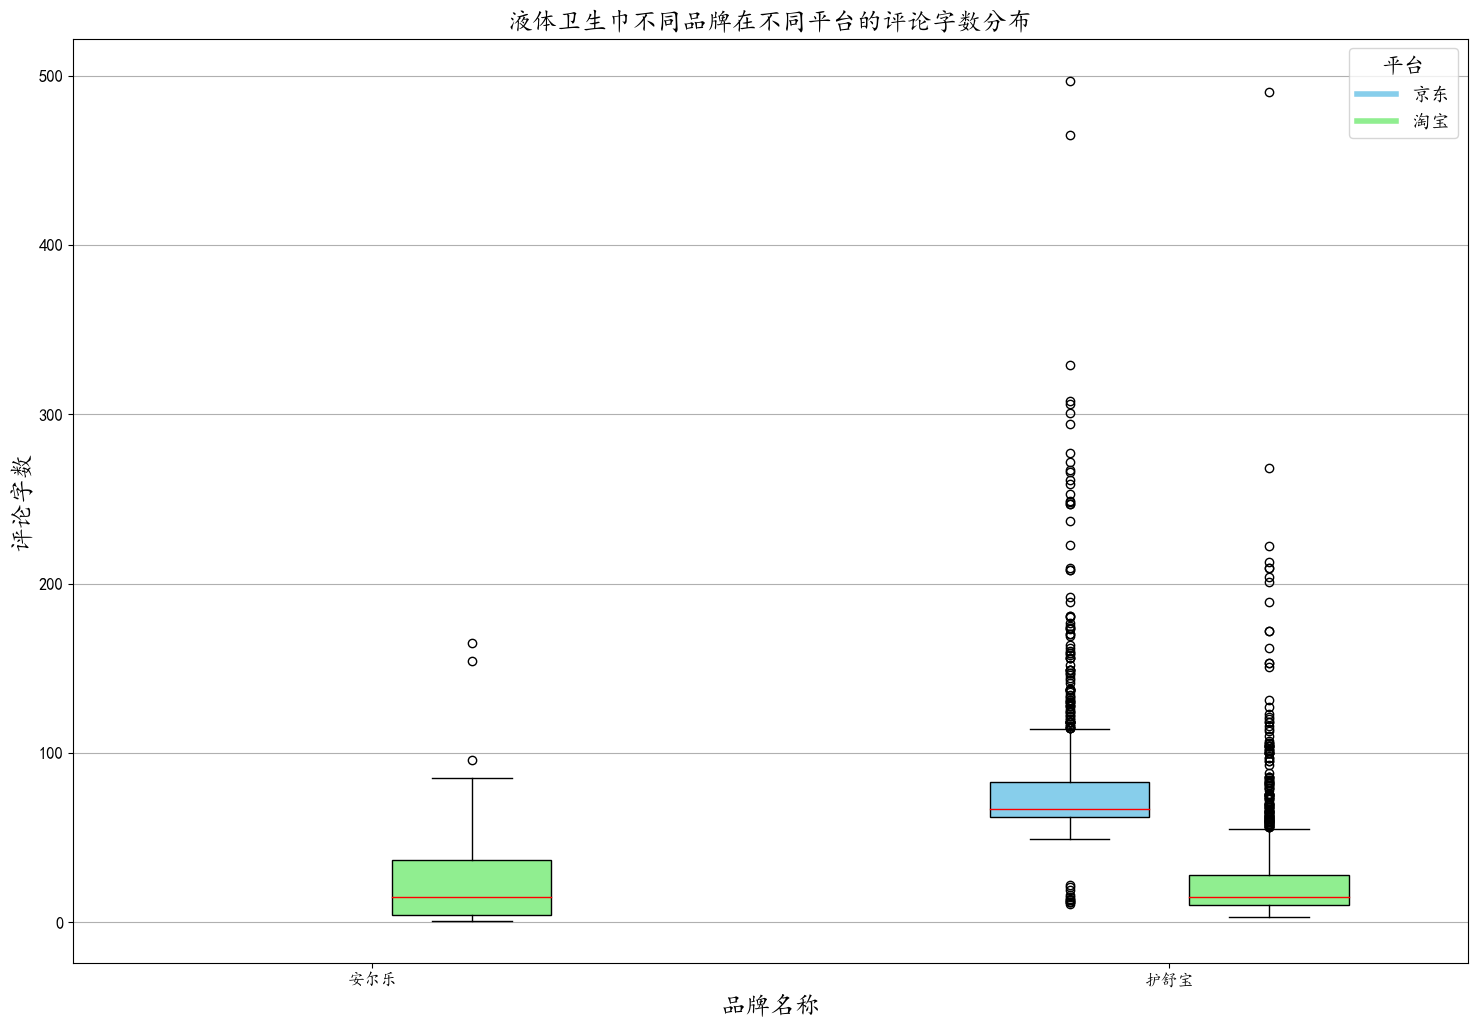 液体卫生巾不同品牌在不同平台的评论字数分布
平台
京东
淘宝
500
400
300
200
100
0
评论字数
安尔乐
护舒宝
品牌名称